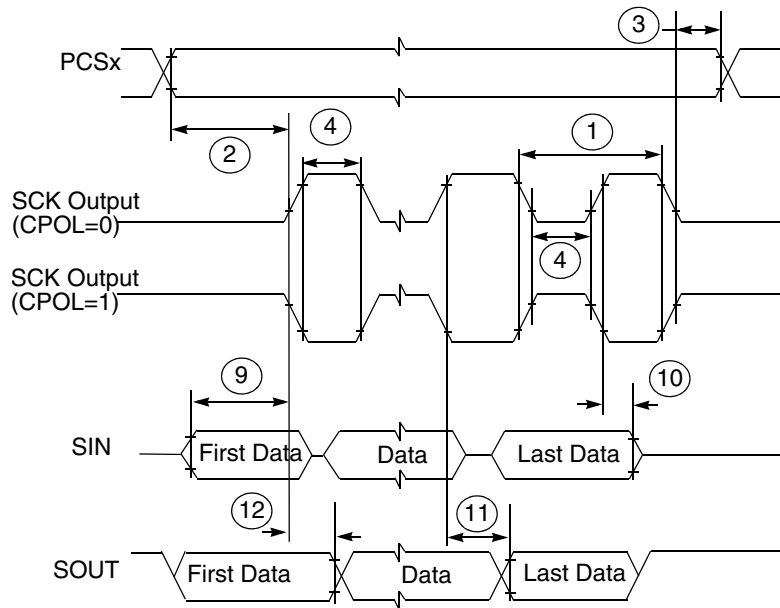 3
PCSx
2
4
1
SCK Output
(CPOL=0)
4
SCK Output
(CPOL=1)
9
10
SIN
First Data
Data
Last Data
12
11
SOUT
First Data
Data
Last Data